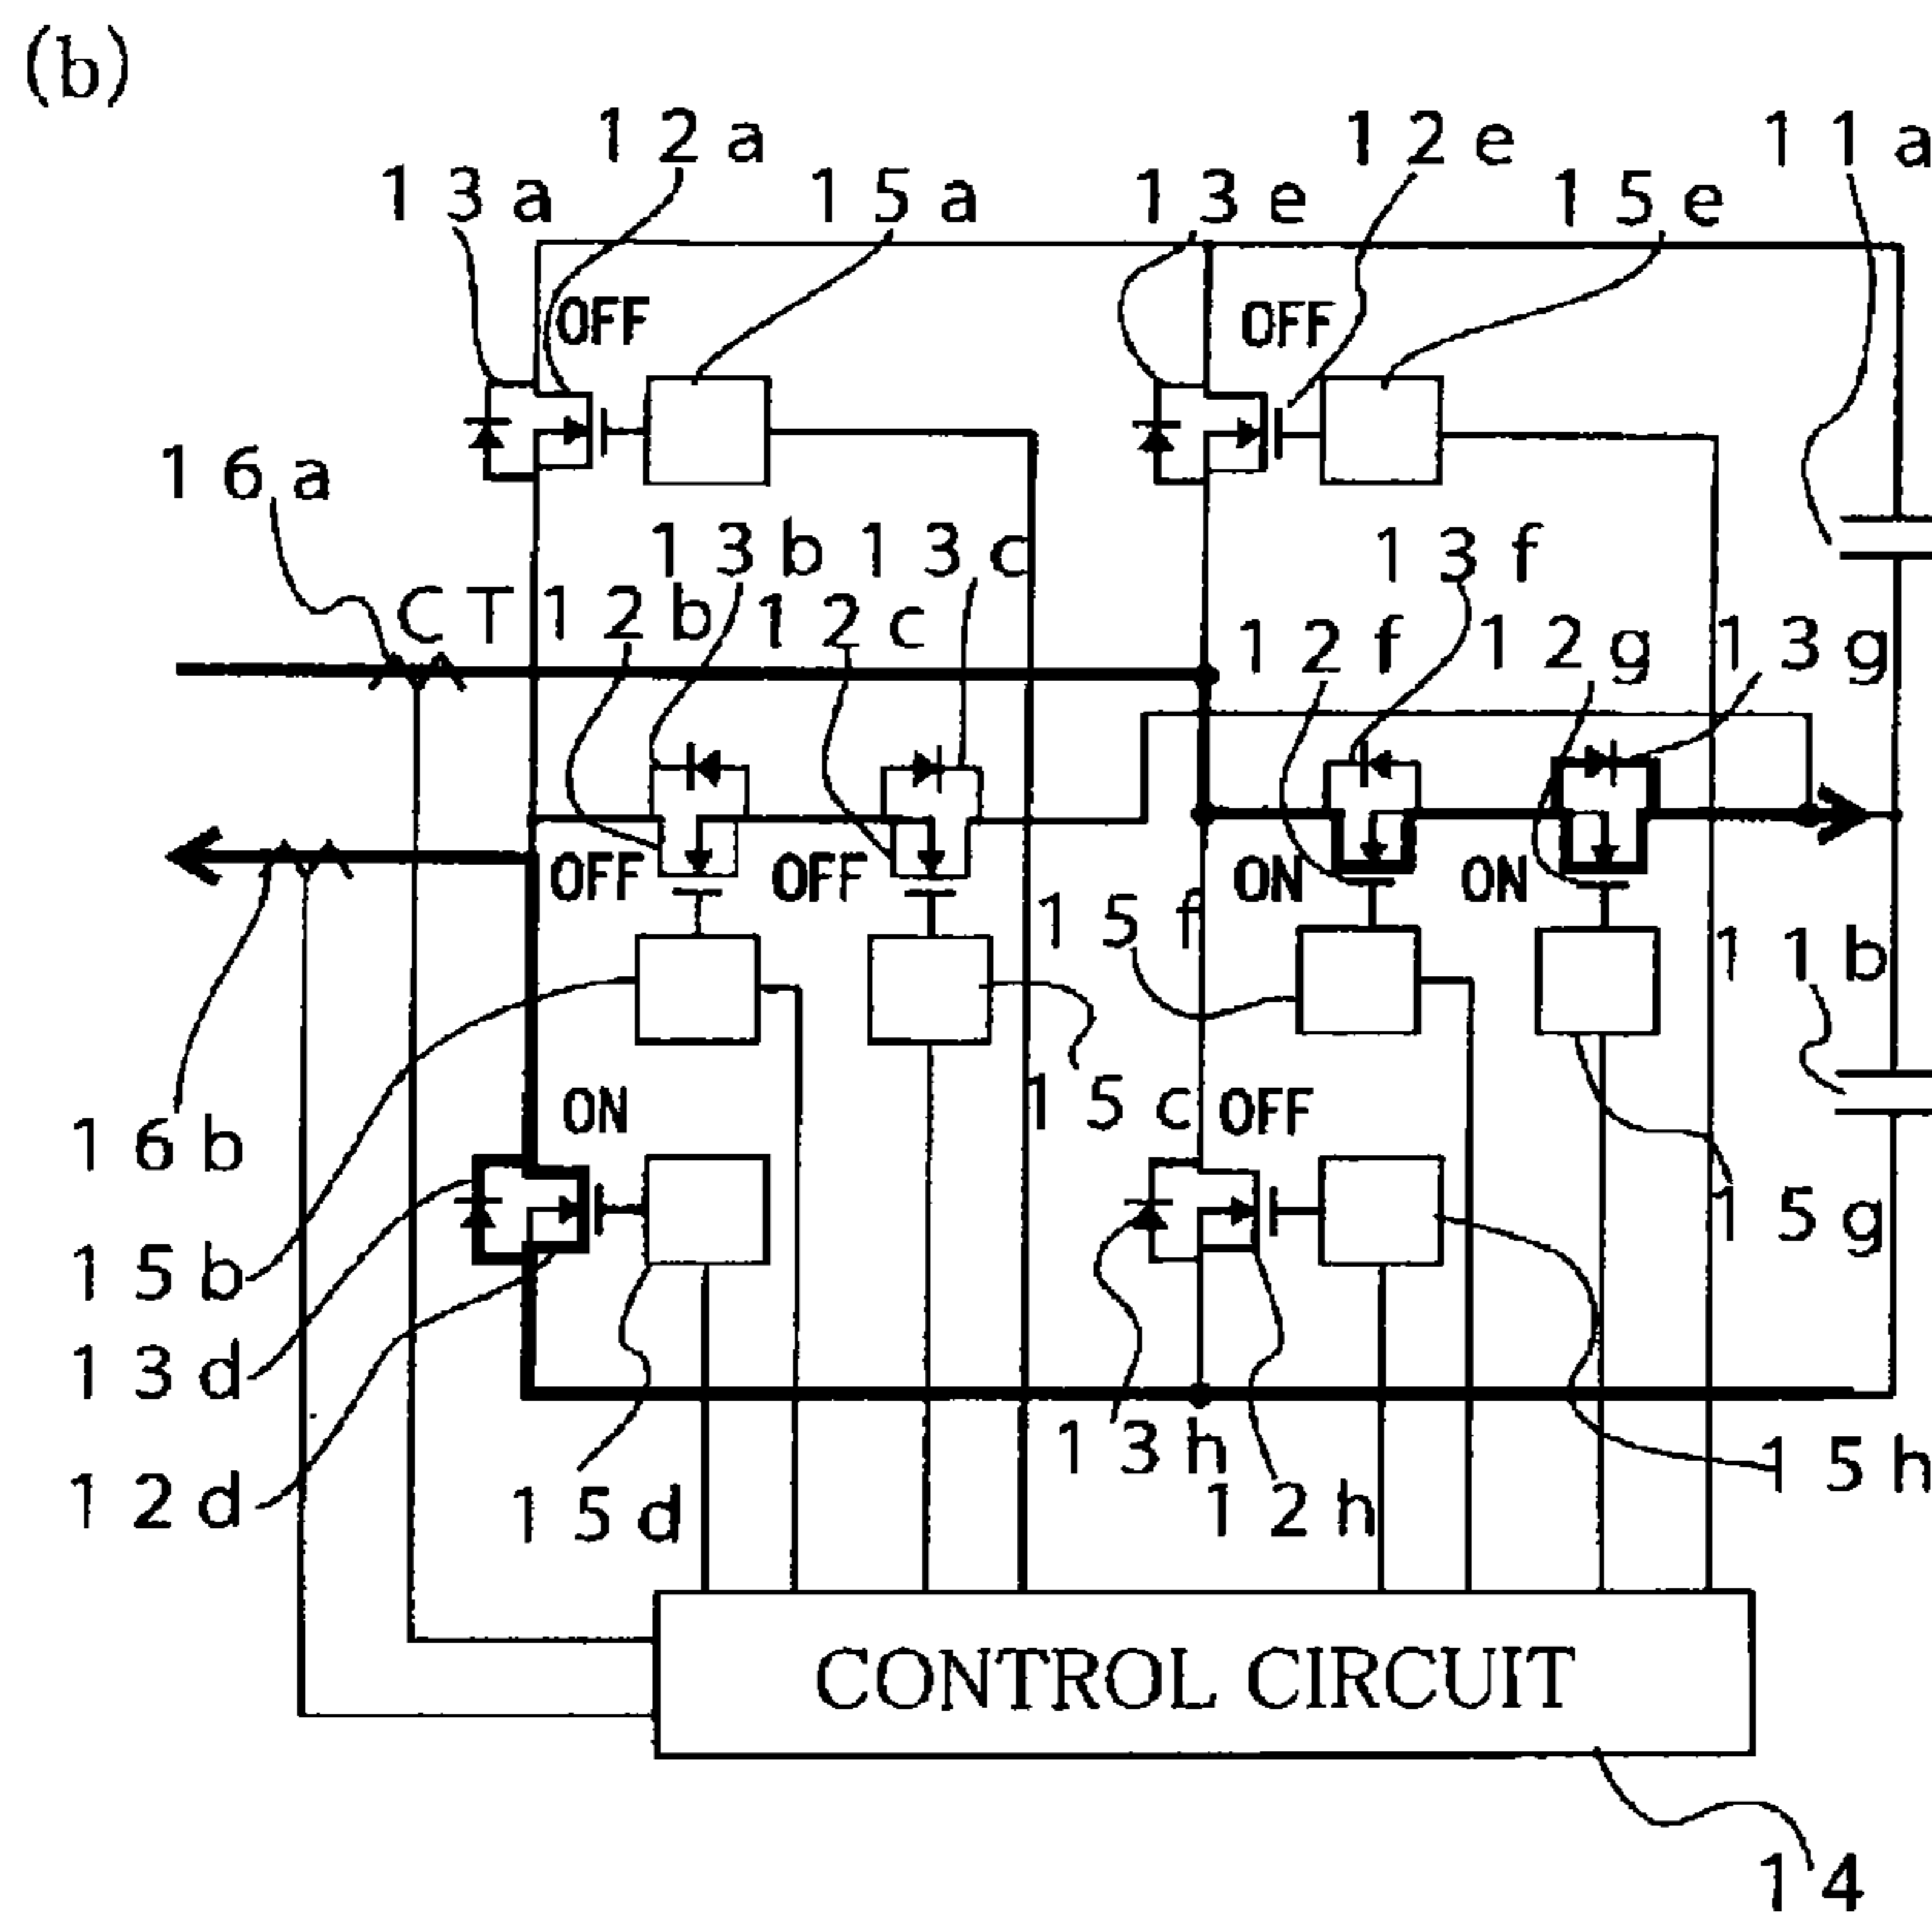 (b)
12a 12e 11a
13a 15a 13e 15e
OFF OFF
16a
13b 13c 13f
CT 12b 12c 12f 12g 13g
OFF OFF ON ON
15f 11b
ON 15c OFF
16b
15g
15b
13d
13h 15h
12d 15d 12h
CONTROL CIRCUIT
14